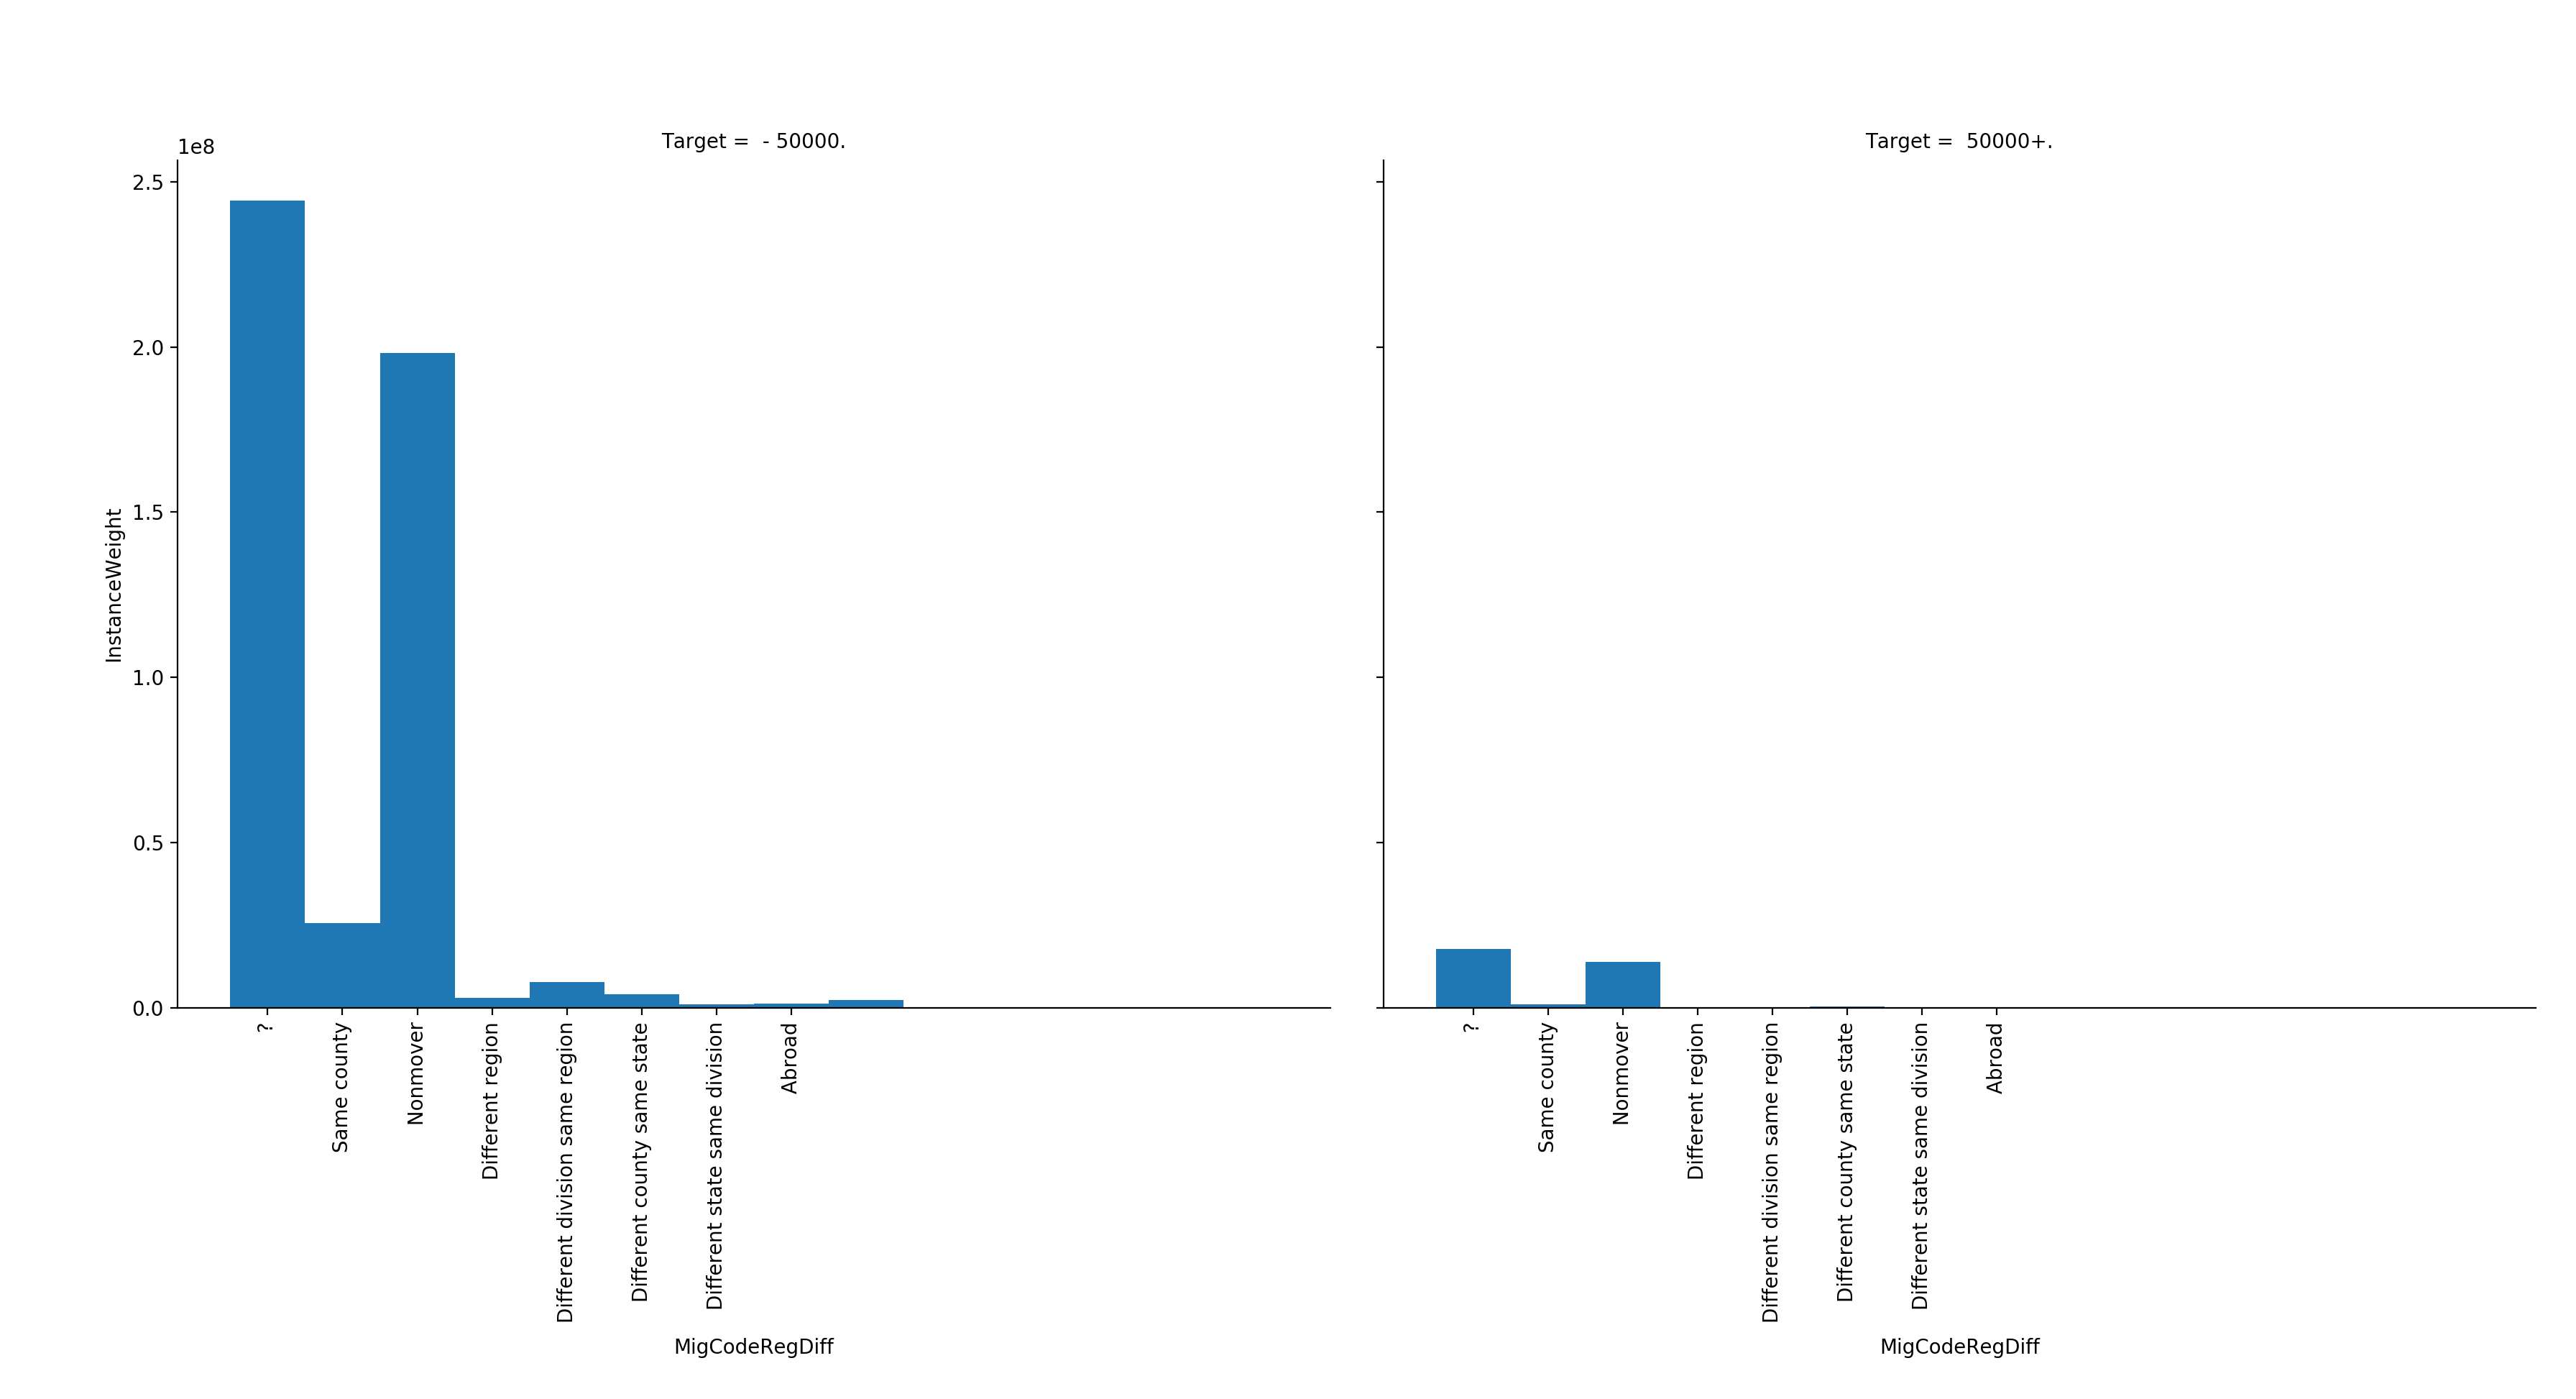 Target =  - 50000.
Target =  50000+.
1e8
2.5
2.0
1.5
1.0
0.5
0.0
InstanceWeight
?
Same county
Nonmover
Different region
Different division same region
Different county same state
Different state same division
Abroad
MigCodeRegDiff
?
Same county
Nonmover
Different region
Different division same region
Different county same state
Different state same division
Abroad
MigCodeRegDiff